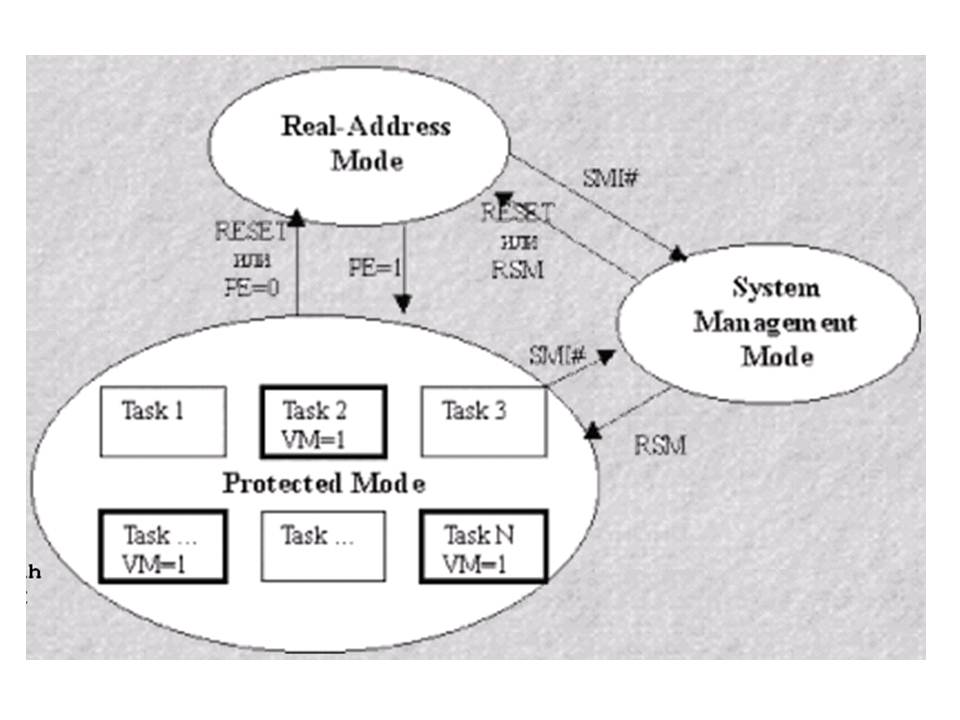 Real-Address
Mode
SMI#
RESET
или
PE=0
PE=1
RESET
или
RSM
System
Management
Mode
SMI#
RSM
Task 1
Task 2
VM=1
Task 3
Protected Mode
Task ...
VM=1
Task ...
Task N
VM=1